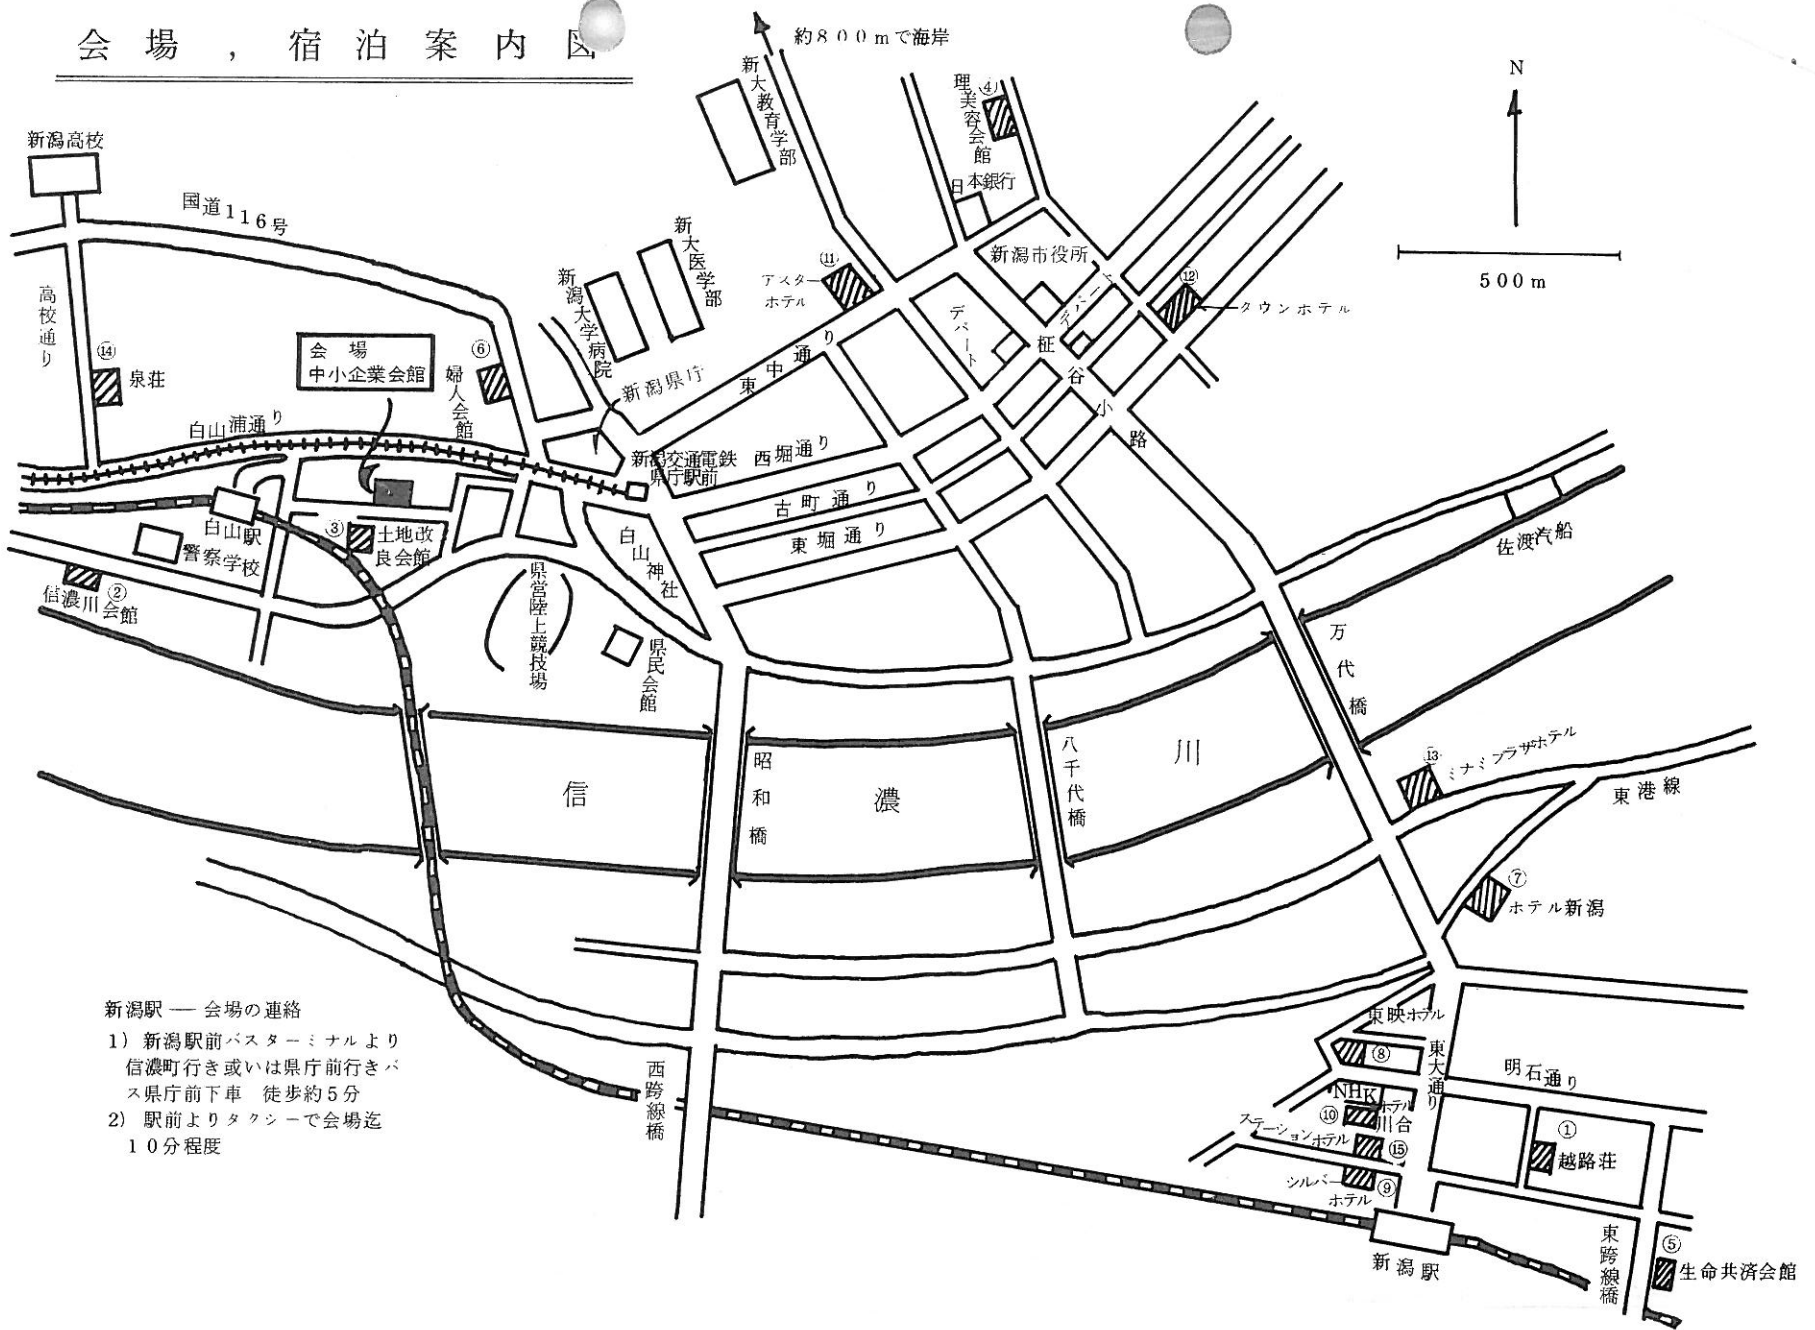 会場，宿泊案内図
約800mで海岸
N
500m
新大教育学部
④
理美容会館
日本銀行
新潟高校
国道116号
新大医学部
新潟大学病院
⑪
アスターホテル
新潟市役所
デパート
デパート
⑫
タウンホテル
高校通り
⑭
泉荘
会場
中小企業会館
⑥
婦人会館
新潟県庁
東中通り
柾谷小路
白山浦通り
新潟交通電鉄
県庁駅前
西堀通り
古町通り
東堀通り
白山駅
③
土地改
良会館
警察学校
②
信濃川会館
白山神社
県営陸上競技場
県民会館
佐渡汽船
万代橋
信濃川
昭和橋
八千代橋
⑬
ミナミプラザホテル
東港線
⑦
ホテル新潟
新潟駅 ― 会場の連絡
1) 新潟駅前バスターミナルより
信濃町行き或いは県庁前行きバ
ス県庁前下車 徒歩約5分
2) 駅前よりタクシーで会場迄
10分程度
西跨線橋
東映ホテル
⑧
東大通り
明石通り
NHK
⑩
ホテル
川合
ステーションホテル
⑮
①
越路荘
シルバー
ホテル
⑨
新潟駅
東跨線橋
⑤
生命共済会館